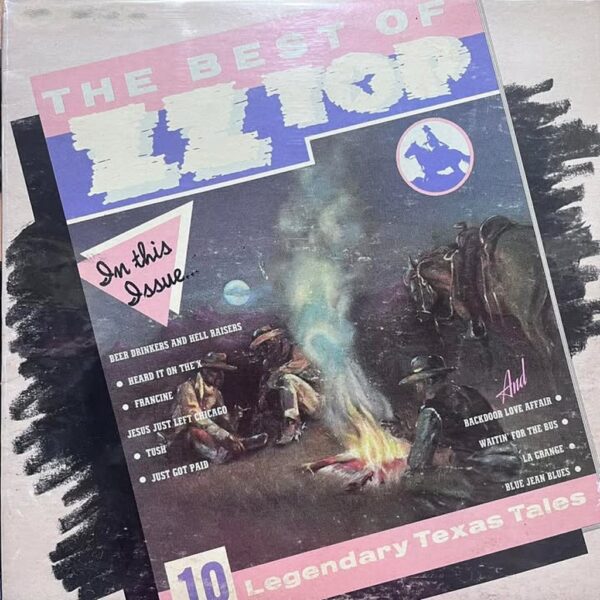 THE BEST OF
ZZ TOP
In this
Issue...
BEER DRINKERS AND HELL RAISERS
• HEARD IT ON THE X
• FRANCINE
JESUS JUST LEFT CHICAGO
• TUSH
• JUST GOT PAID
And
BACKDOOR LOVE AFFAIR •
WAITIN' FOR THE BUS •
LA GRANGE •
BLUE JEAN BLUES •
10 Legendary Texas Tales